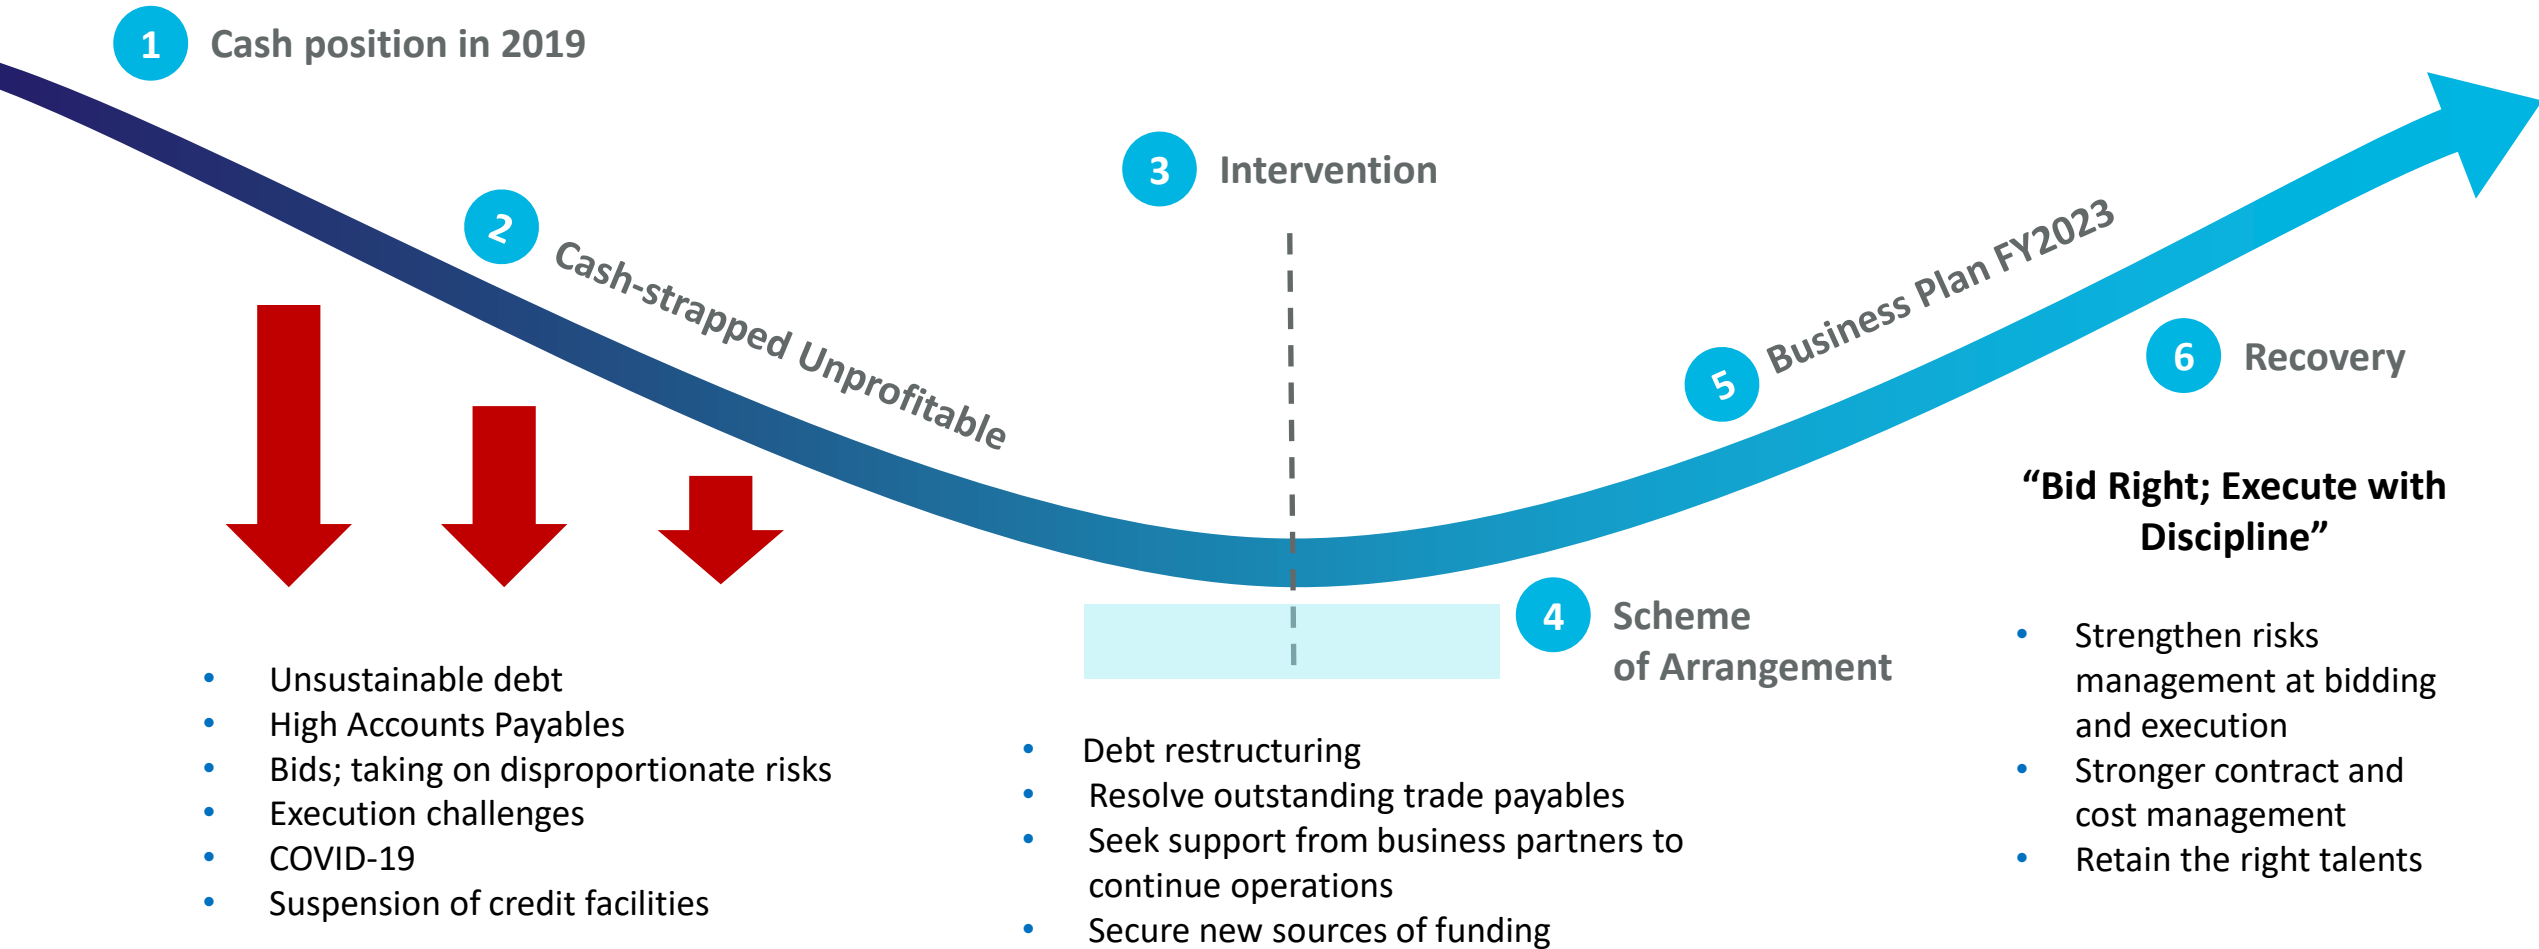 1 Cash position in 2019
2 Cash-strapped Unprofitable
3 Intervention
4 Scheme
of Arrangement
5 Business Plan FY2023
6 Recovery
• Unsustainable debt
• High Accounts Payables
• Bids; taking on disproportionate risks
• Execution challenges
• COVID-19
• Suspension of credit facilities
• Debt restructuring
• Resolve outstanding trade payables
• Seek support from business partners to
continue operations
• Secure new sources of funding
“Bid Right; Execute with
Discipline”
• Strengthen risks
management at bidding
and execution
• Stronger contract and
cost management
• Retain the right talents